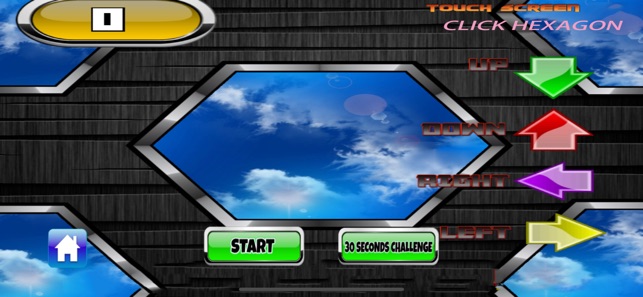 0
TOUCH SCREEN
CLICK HEXAGON
UP
DOWN
RIGHT
LEFT
START
30 SECONDS CHALLENGE